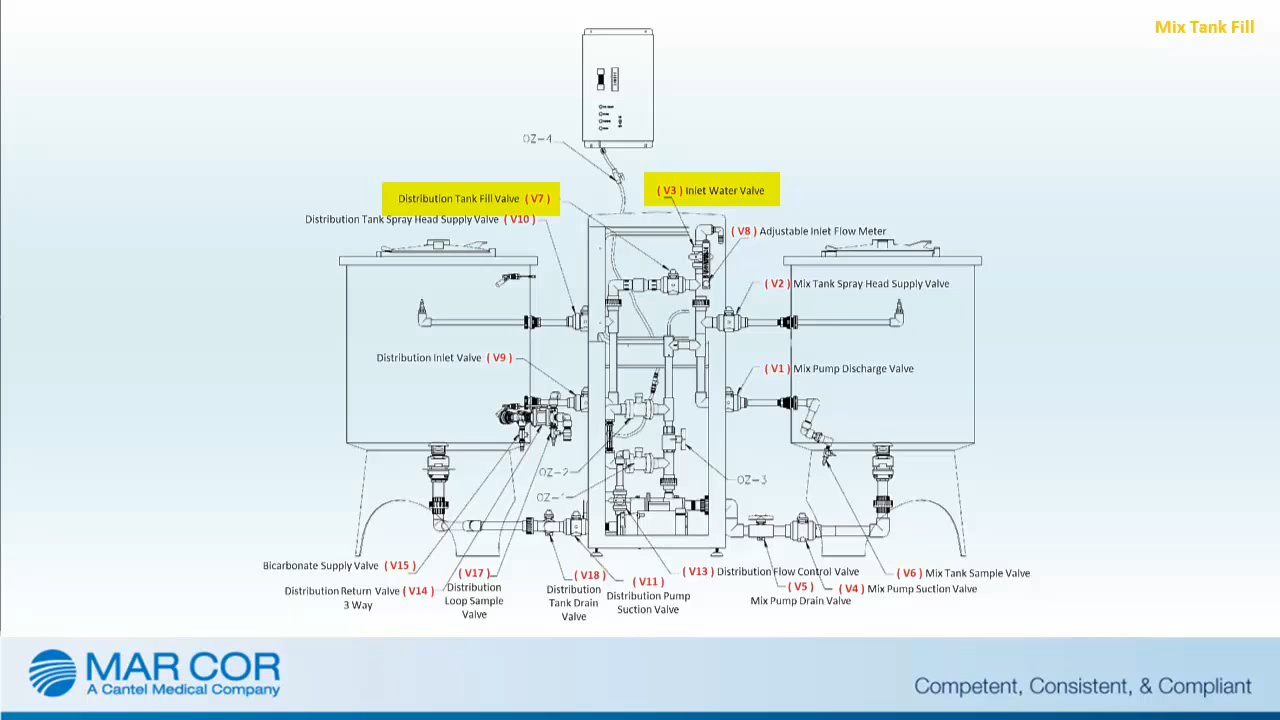 Mix Tank Fill
OZ-4
Distribution Tank Fill Valve ( V7 )
( V3 ) Inlet Water Valve
Distribution Tank Spray Head Supply Valve ( V10 )
( V8 ) Adjustable Inlet Flow Meter
( V2 ) Mix Tank Spray Head Supply Valve
Distribution Inlet Valve ( V9 )
( V1 ) Mix Pump Discharge Valve
OZ-2
OZ-1
OZ-3
Bicarbonate Supply Valve ( V15 )
Distribution Return Valve ( V14 )
3 Way
( V17 )
Distribution
Loop Sample
Valve
( V18 )
Distribution
Tank Drain
Valve
( V11 )
Distribution Pump
Suction Valve
( V13 ) Distribution Flow Control Valve
( V5 )
Mix Pump Drain Valve
( V6 ) Mix Tank Sample Valve
( V4 ) Mix Pump Suction Valve
MAR COR
A Cantel Medical Company
Competent, Consistent, & Compliant